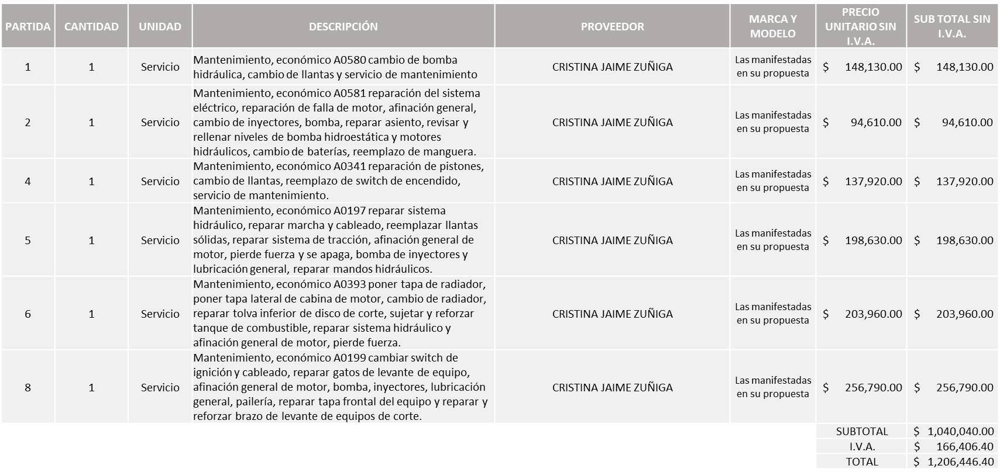 PARTIDA CANTIDAD UNIDAD DESCRIPCIÓN PROVEEDOR MARCA Y MODELO PRECIO UNITARIO SIN I.V.A. SUB TOTAL SIN I.V.A.
1 1 Servicio Mantenimiento, económico A0580 cambio de bomba
hidráulica, cambio de llantas y servicio de mantenimiento
CRISTINA JAIME ZUÑIGA
Las manifestadas
en su propuesta
$ 148,130.00 $ 148,130.00
2 1 Servicio
Mantenimiento, económico A0581 reparación del sistema
eléctrico, reparación de falla de motor, afinación general,
cambio de inyectores, bomba, reparar asiento, revisar y
rellenar niveles de bomba hidroestática y motores
hidráulicos, cambio de baterías, reemplazo de manguera.
CRISTINA JAIME ZUÑIGA
Las manifestadas
en su propuesta
$ 94,610.00 $ 94,610.00
4 1 Servicio
Mantenimiento, económico A0341 reparación de pistones,
cambio de llantas, reemplazo de switch de encendido,
servicio de mantenimiento.
CRISTINA JAIME ZUÑIGA
Las manifestadas
en su propuesta
$ 137,920.00 $ 137,920.00
5 1 Servicio
Mantenimiento, económico A0197 reparar sistema
hidráulico, reparar marcha y cableado, reemplazar llantas
sólidas, reparar sistema de tracción, afinación general de
motor, pierde fuerza y se apaga, bomba de inyectores y
lubricación general, reparar mandos hidráulicos.
CRISTINA JAIME ZUÑIGA
Las manifestadas
en su propuesta
$ 198,630.00 $ 198,630.00
6 1 Servicio
Mantenimiento, económico A0393 poner tapa de radiador,
poner tapa lateral de cabina de motor, cambio de radiador,
reparar tolva inferior de disco de corte, sujetar y reforzar
tanque de combustible, reparar sistema hidráulico y
afinación general de motor, pierde fuerza.
CRISTINA JAIME ZUÑIGA
Las manifestadas
en su propuesta
$ 203,960.00 $ 203,960.00
8 1 Servicio
Mantenimiento, económico A0199 cambiar switch de
ignición y cableado, reparar gatos de levante de equipo,
afinación general de motor, bomba, inyectores, lubricación
general, pailería, reparar tapa frontal del equipo y reparar y
reforzar brazo de levante de equipos de corte.
CRISTINA JAIME ZUÑIGA
Las manifestadas
en su propuesta
$ 256,790.00 $ 256,790.00
SUBTOTAL $ 1,040,040.00
I.V.A. $ 166,406.40
TOTAL $ 1,206,446.40